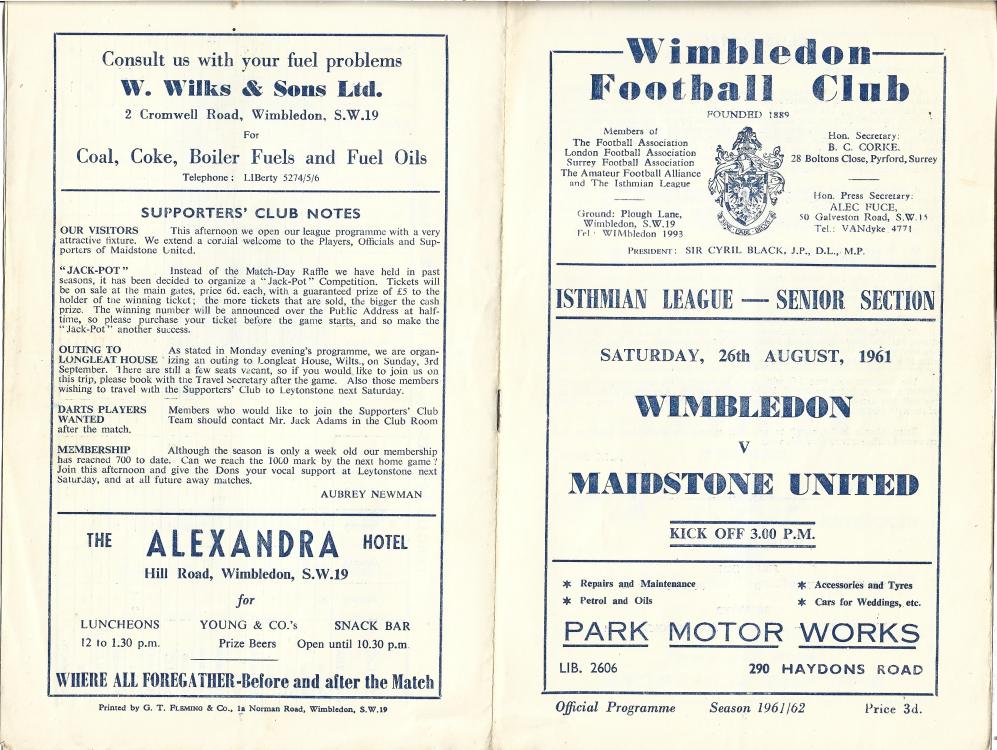 Consult us with your fuel problems
W. Wilks & Sons Ltd.
2 Cromwell Road, Wimbledon, S.W.19
For
Coal, Coke, Boiler Fuels and Fuel Oils
Telephone: LIBerty 5274/5/6
SUPPORTERS' CLUB NOTES
OUR VISITORS This afternoon we open our league programme with a very
attractive fixture. We extend a cordial welcome to the Players, Officials and Sup-
porters of Maidstone United.
"JACK-POT" Instead of the Match-Day Raffle we have held in past
seasons, it has been decided to organize a "Jack-Pot" Competition. Tickets will
be on sale at the main gates, price 6d. each, with a guaranteed prize of £5 to the
holder of the winning ticket; the more tickets that are sold, the bigger the cash
prize. The winning number will be announced over the Public Address at half-
time, so please purchase your ticket before the game starts, and so make the
"Jack-Pot" another success.
OUTING TO As stated in Monday evening's programme, we are organ-
LONGLEAT HOUSE izing an outing to Longleat House, Wilts., on Sunday, 3rd
September. There are still a few seats vacant, so if you would like to join us on
this trip, please book with the Travel Secretary after the game. Also those members
wishing to travel with the Supporters' Club to Leytonstone next Saturday.
DARTS PLAYERS Members who would like to join the Supporters' Club
WANTED Team should contact Mr. Jack Adams in the Club Room
after the match.
MEMBERSHIP Although the season is only a week old our membership
has reached 700 to date. Can we reach the 1000 mark by the next home game?
Join this afternoon and give the Dons your vocal support at Leytonstone next
Saturday, and at all future away matches.
AUBREY NEWMAN
THE ALEXANDRA HOTEL
Hill Road, Wimbledon, S.W.19
for
LUNCHEONS YOUNG & CO.'s SNACK BAR
12 to 1.30 p.m. Prize Beers Open until 10.30 p.m.
WHERE ALL FOREGATHER-Before and after the Match
Printed by G. T. FLEMING & Co., 1a Norman Road, Wimbledon, S.W.19
Wimbledon
Football Club
FOUNDED 1889
Members of
The Football Association
London Football Association
Surrey Football Association
The Amateur Football Alliance
and The Isthmian League
Ground: Plough Lane,
Wimbledon, S.W.19
Tel.: WIMbledon 1993
Hon. Secretary:
B. C. CORKE.
28 Boltons Close, Pyrford, Surrey
Hon. Press Secretary:
ALEC FUCE,
50 Galveston Road, S.W.15
Tel.: VANdyke 4771
PRESIDENT: SIR CYRIL BLACK, J.P., D.L., M.P.
ISTHMIAN LEAGUE — SENIOR SECTION
SATURDAY, 26th AUGUST, 1961
WIMBLEDON
V
MAIDSTONE UNITED
KICK OFF 3.00 P.M.
* Repairs and Maintenance * Accessories and Tyres
* Petrol and Oils * Cars for Weddings, etc.
PARK MOTOR WORKS
LIB. 2606 290 HAYDONS ROAD
Official Programme Season 1961/62 Price 3d.